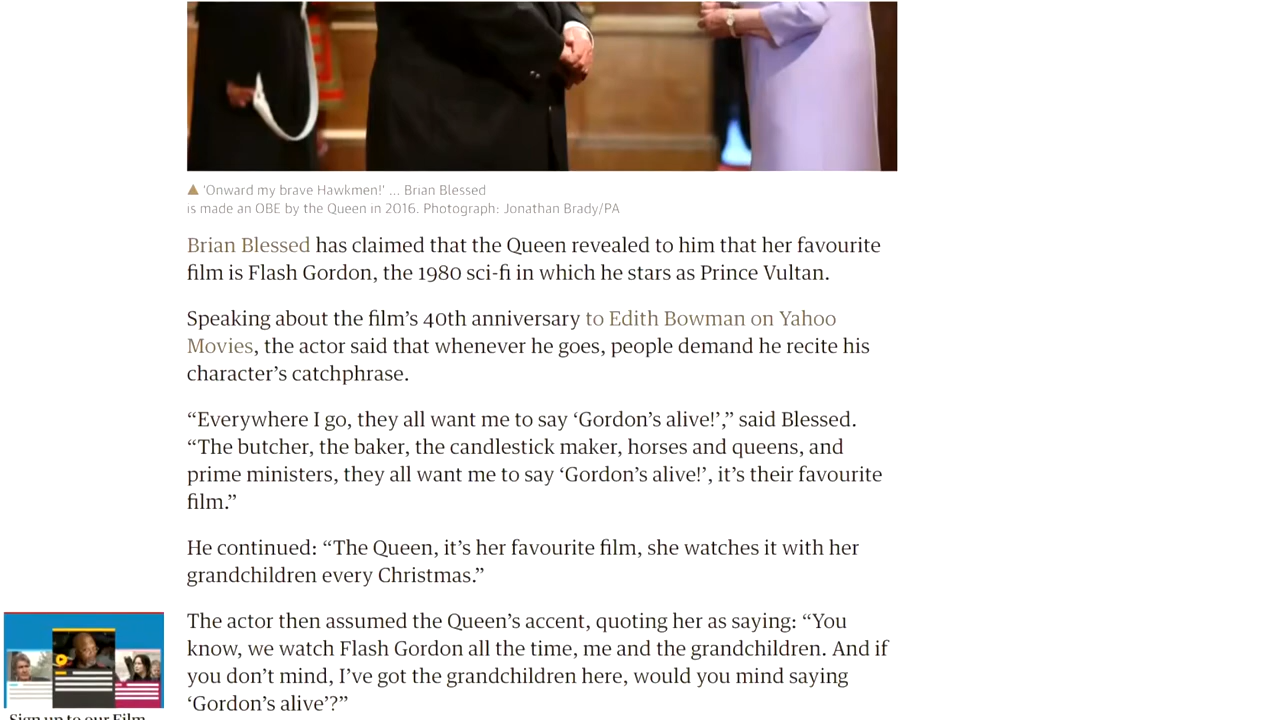 ▲ 'Onward my brave Hawkmen!' ... Brian Blessed
is made an OBE by the Queen in 2016. Photograph: Jonathan Brady/PA
Brian Blessed has claimed that the Queen revealed to him that her favourite
film is Flash Gordon, the 1980 sci-fi in which he stars as Prince Vultan.
Speaking about the film’s 40th anniversary to Edith Bowman on Yahoo
Movies, the actor said that whenever he goes, people demand he recite his
character’s catchphrase.
“Everywhere I go, they all want me to say ‘Gordon’s alive!’,” said Blessed.
“The butcher, the baker, the candlestick maker, horses and queens, and
prime ministers, they all want me to say ‘Gordon’s alive!’, it’s their favourite
film.”
He continued: “The Queen, it’s her favourite film, she watches it with her
grandchildren every Christmas.”
The actor then assumed the Queen’s accent, quoting her as saying: “You
know, we watch Flash Gordon all the time, me and the grandchildren. And if
you don’t mind, I’ve got the grandchildren here, would you mind saying
‘Gordon’s alive’?”
Sign up to our Film